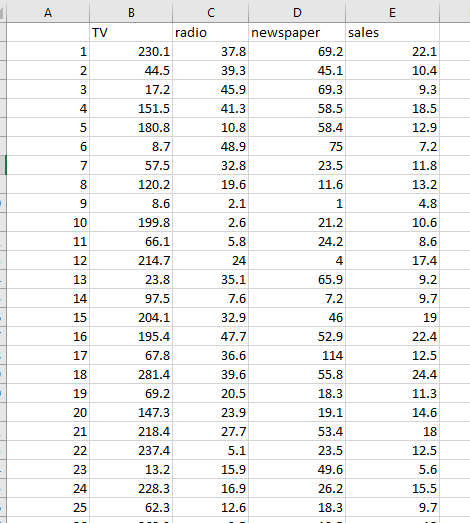 A B C D E
TV radio newspaper sales
1 230.1 37.8 69.2 22.1
2 44.5 39.3 45.1 10.4
3 17.2 45.9 69.3 9.3
4 151.5 41.3 58.5 18.5
5 180.8 10.8 58.4 12.9
6 8.7 48.9 75 7.2
7 57.5 32.8 23.5 11.8
8 120.2 19.6 11.6 13.2
9 8.6 2.1 1 4.8
10 199.8 2.6 21.2 10.6
11 66.1 5.8 24.2 8.6
12 214.7 24 4 17.4
13 23.8 35.1 65.9 9.2
14 97.5 7.6 7.2 9.7
15 204.1 32.9 46 19
16 195.4 47.7 52.9 22.4
17 67.8 36.6 114 12.5
18 281.4 39.6 55.8 24.4
19 69.2 20.5 18.3 11.3
20 147.3 23.9 19.1 14.6
21 218.4 27.7 53.4 18
22 237.4 5.1 23.5 12.5
23 13.2 15.9 49.6 5.6
24 228.3 16.9 26.2 15.5
25 62.3 12.6 18.3 9.7